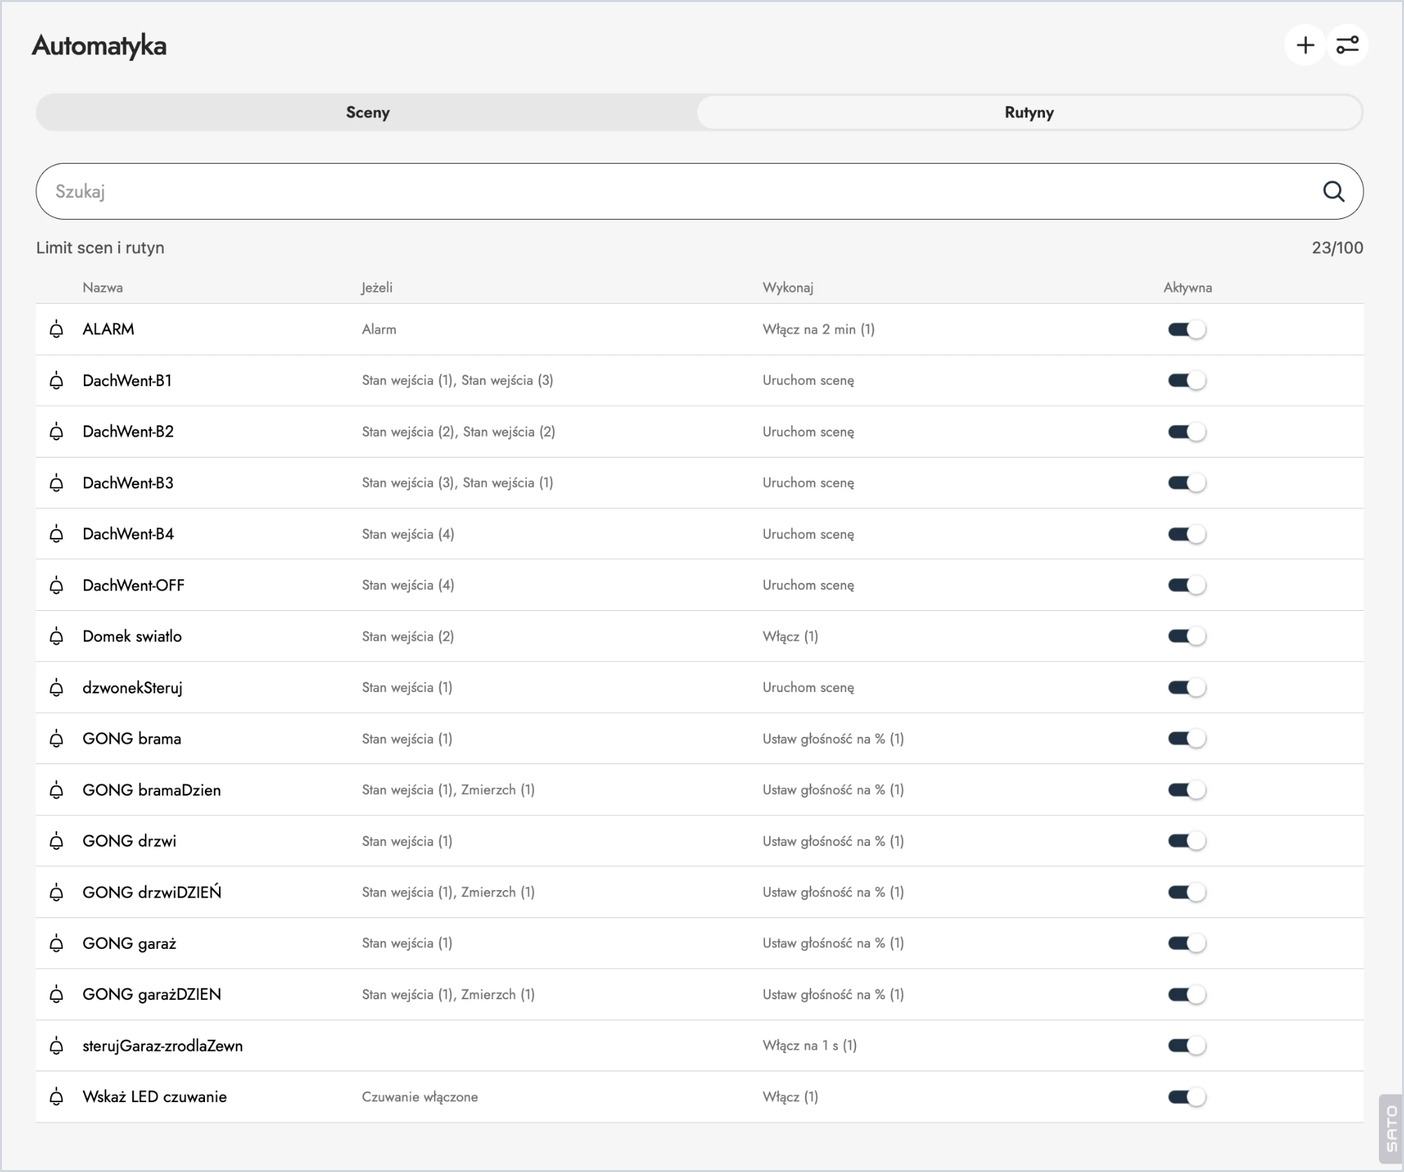 Automatyka
Sceny Rutyny
Szukaj
Limit scen i rutyn 23/100
Nazwa Jeżeli Wykonaj Aktywna
ALARM Alarm Włącz na 2 min (1)
DachWent-B1 Stan wejścia (1), Stan wejścia (3) Uruchom scenę
DachWent-B2 Stan wejścia (2), Stan wejścia (2) Uruchom scenę
DachWent-B3 Stan wejścia (3), Stan wejścia (1) Uruchom scenę
DachWent-B4 Stan wejścia (4) Uruchom scenę
DachWent-OFF Stan wejścia (4) Uruchom scenę
Domek swiatlo Stan wejścia (2) Włącz (1)
dzwonekSteruj Stan wejścia (1) Uruchom scenę
GONG brama Stan wejścia (1) Ustaw głośność na % (1)
GONG bramaDzien Stan wejścia (1), Zmierzch (1) Ustaw głośność na % (1)
GONG drzwi Stan wejścia (1) Ustaw głośność na % (1)
GONG drzwiDZIEŃ Stan wejścia (1), Zmierzch (1) Ustaw głośność na % (1)
GONG garaż Stan wejścia (1) Ustaw głośność na % (1)
GONG garażDZIEN Stan wejścia (1), Zmierzch (1) Ustaw głośność na % (1)
sterujGaraz-zrodlaZewn Włącz na 1 s (1)
Wskaż LED czuwanie Czuwanie włączone Włącz (1)
SATO